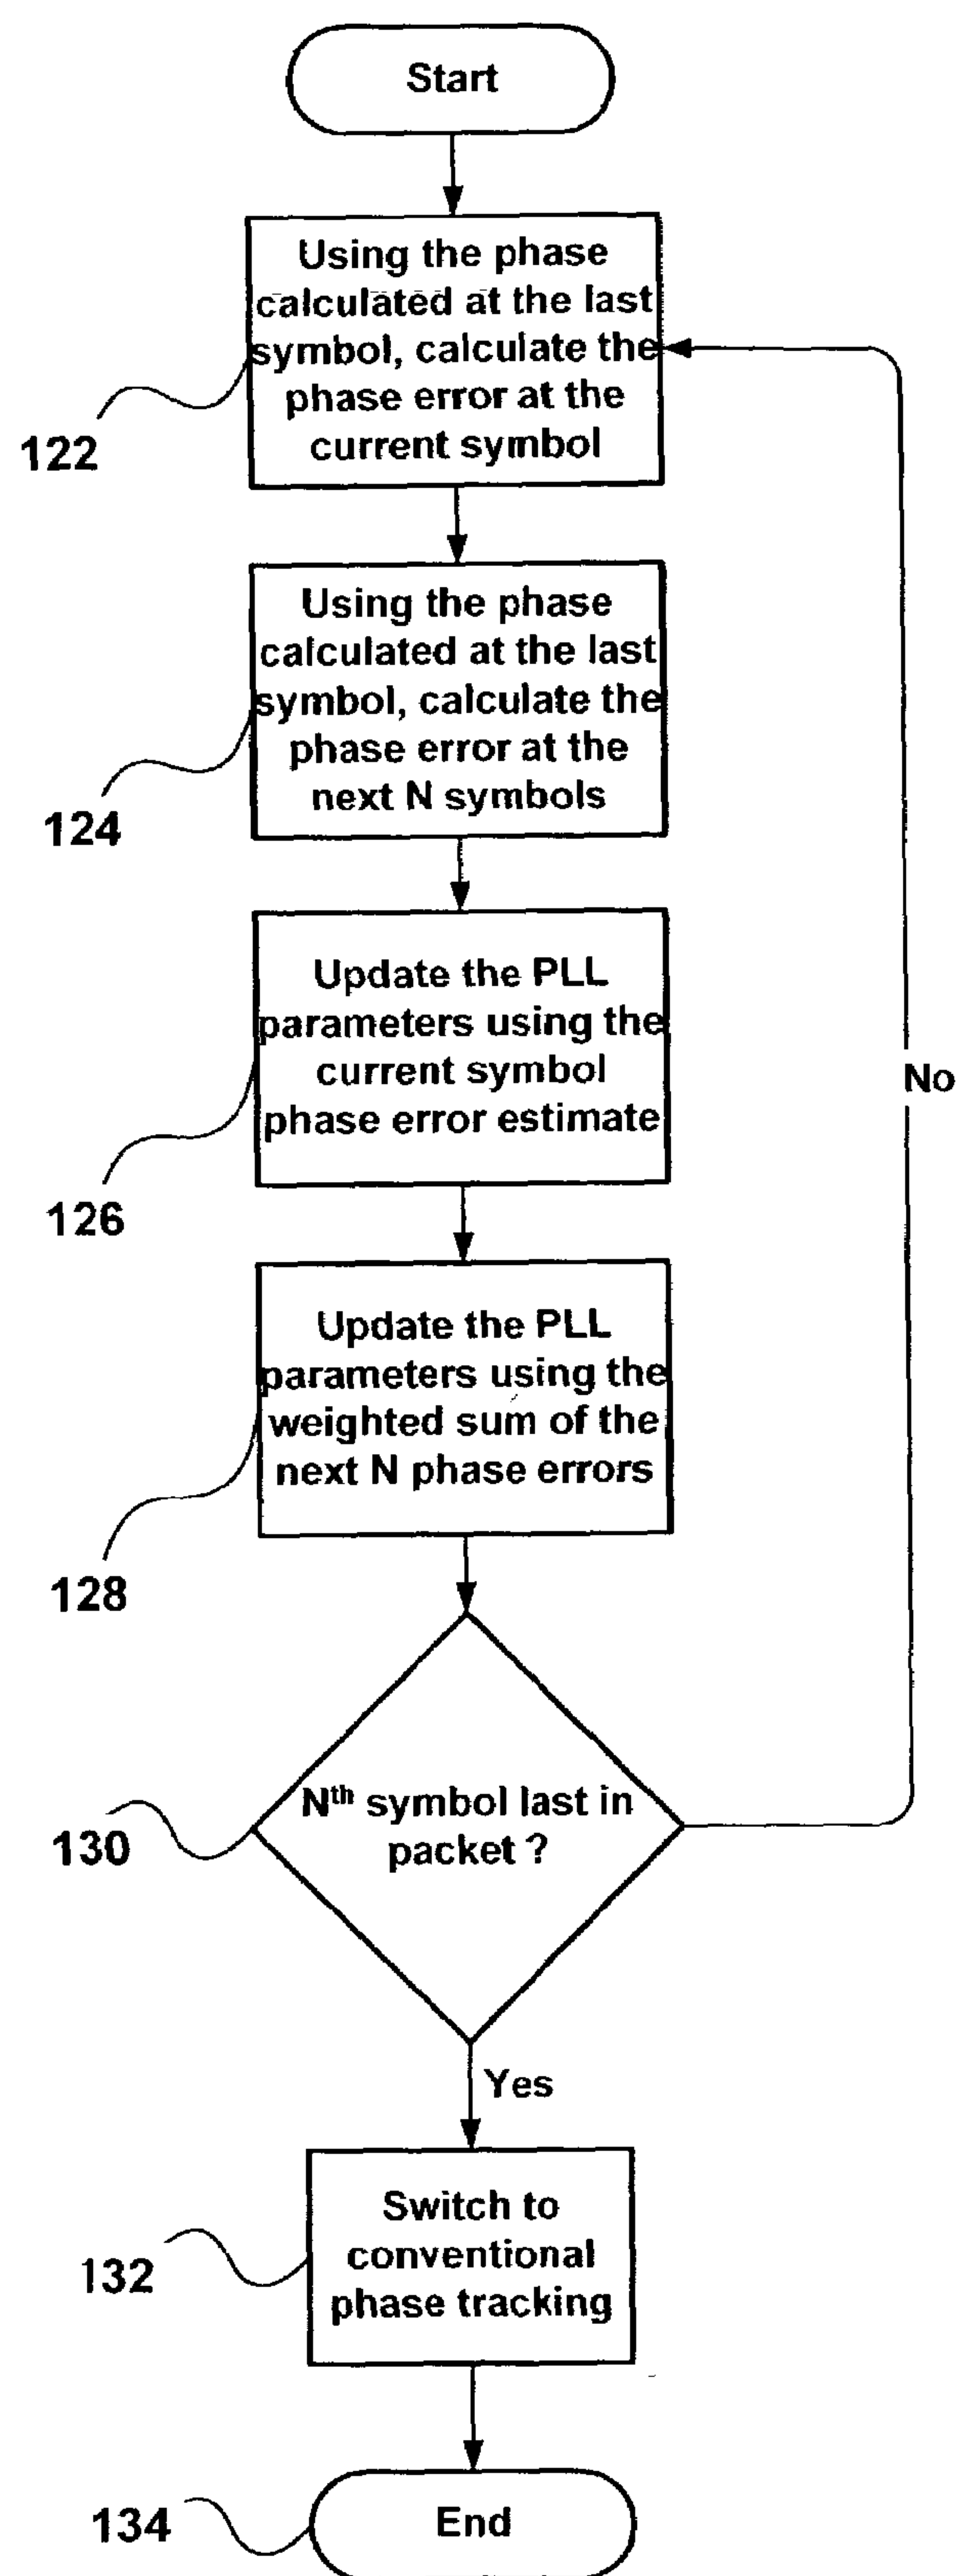 Start
Using the phase
calculated at the last
symbol, calculate the
phase error at the
current symbol
122
Using the phase
calculated at the last
symbol, calculate the
phase error at the
next N symbols
124
Update the PLL
parameters using the
current symbol
phase error estimate
No
126
Update the PLL
parameters using the
weighted sum of the
next N phase errors
128
Nth symbol last in
packet ?
130
Yes
Switch to
conventional
phase tracking
132
End
134